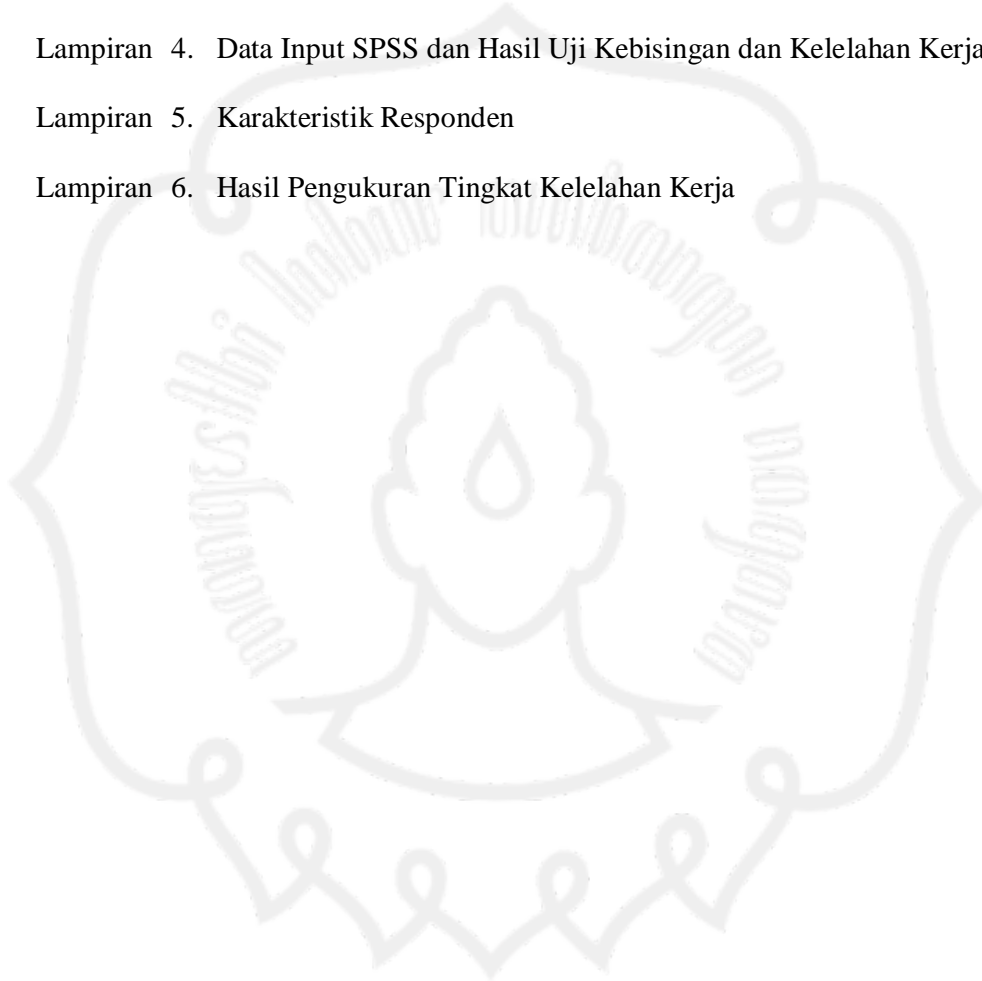 Lampiran 4. Data Input SPSS dan Hasil Uji Kebisingan dan Kelelahan Kerja
Lampiran 5. Karakteristik Responden
Lampiran 6. Hasil Pengukuran Tingkat Kelelahan Kerja